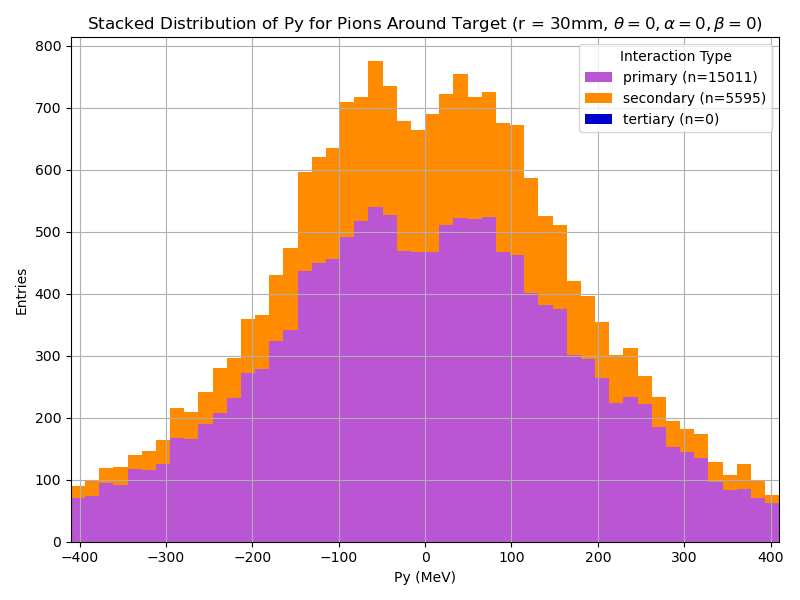 Stacked Distribution of Py for Pions Around Target (r = 30mm, θ = 0, α = 0, β = 0)
Interaction Type
primary (n=15011)
secondary (n=5595)
tertiary (n=0)
Entries
800
700
600
500
400
300
200
100
0
−400 −300 −200 −100 0 100 200 300 400
Py (MeV)